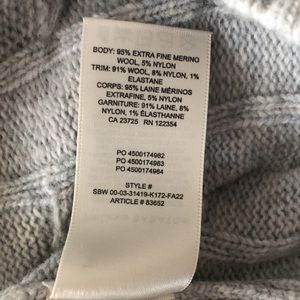 BODY: 95% EXTRA FINE MERINO
WOOL, 5% NYLON
TRIM: 91% WOOL, 8% NYLON, 1%
ELASTANE
CORPS: 95% LAINE MÉRINOS
EXTRAFINE, 5% NYLON
GARNITURE: 91% LAINE, 8%
NYLON, 1% ÉLASTHANNE
CA 23725 RN 122354
PO 4500174982
PO 4500174983
PO 4500174984
STYLE #
SBW 00-03-31419-K172-FA22
ARTICLE # 83652